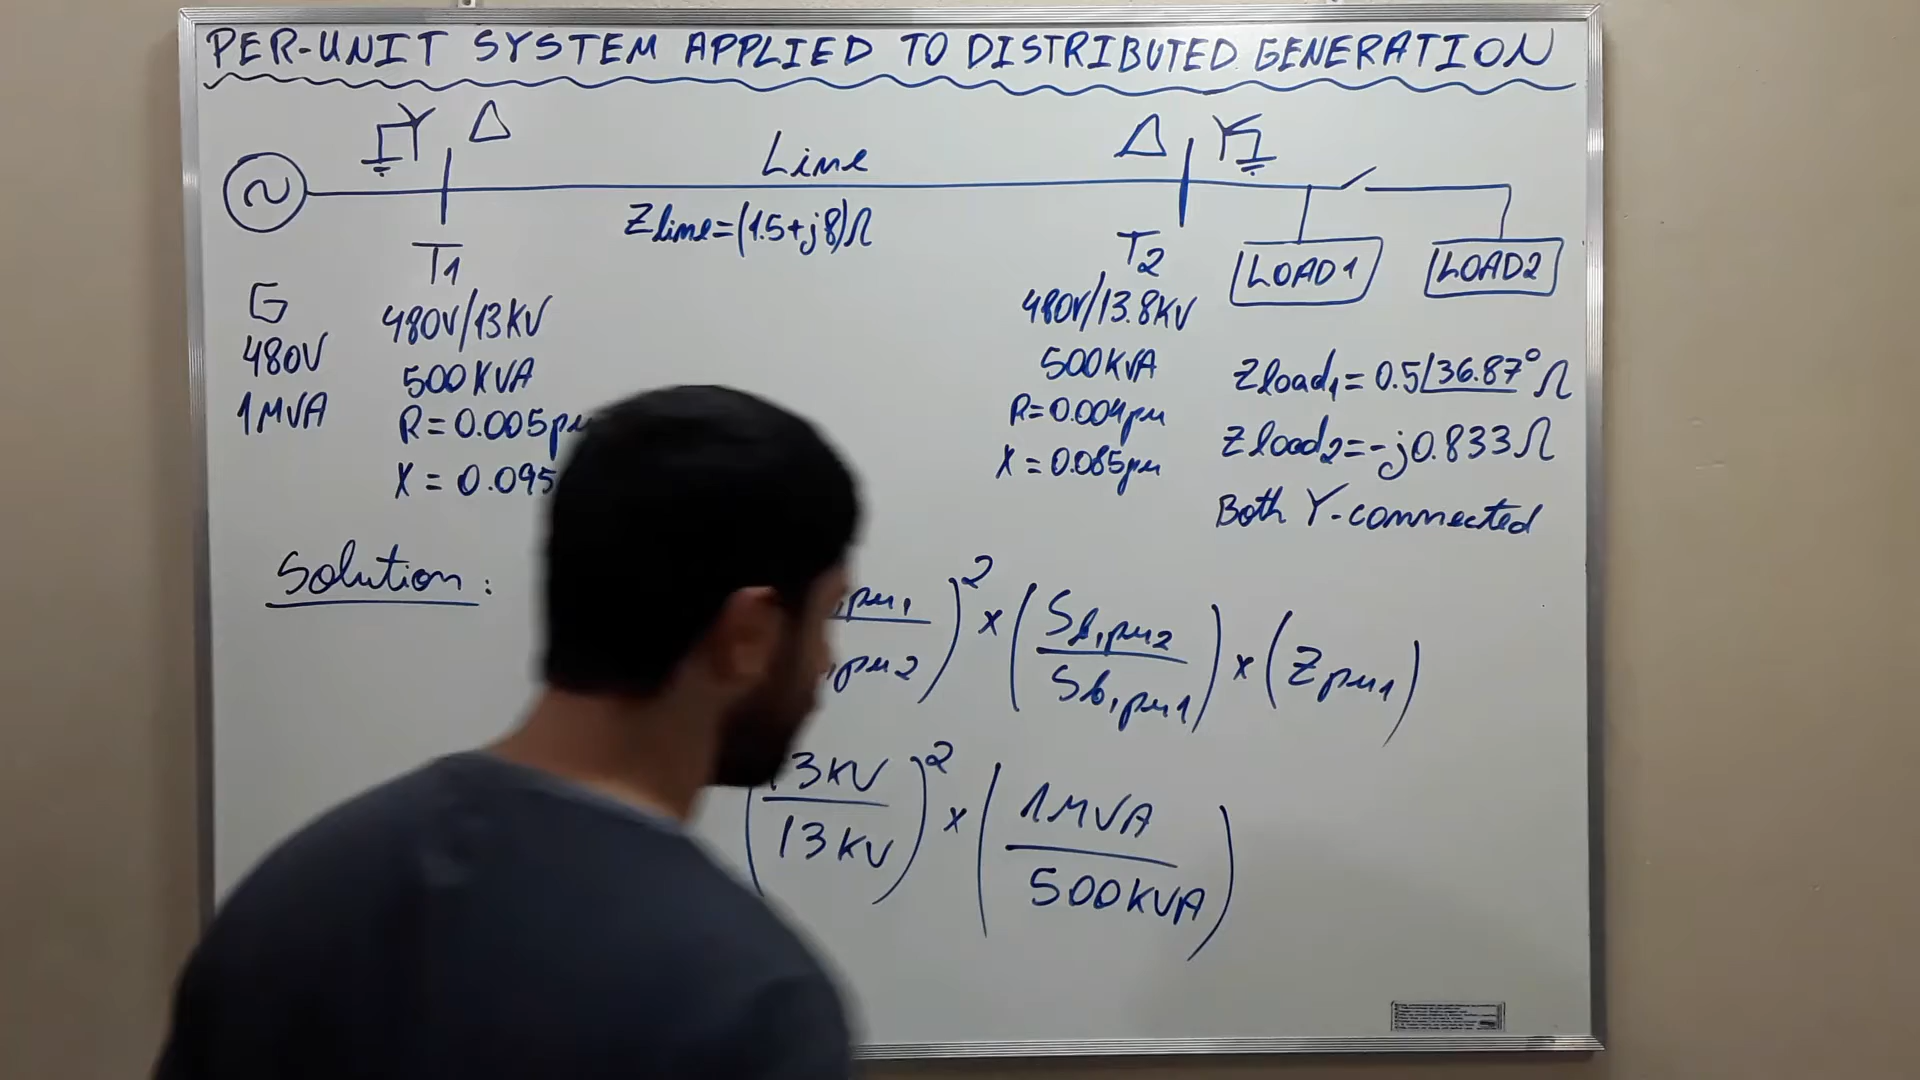 PER-UNIT SYSTEM APPLIED TO DISTRIBUTED GENERATION
Y Δ
Line
Δ Y
Zline=(1.5+j8)Ω
T1
T2
LOAD1
LOAD2
G
480V
1MVA
480V/13KV
500KVA
R=0.005pu
X=0.095
480V/13.8KV
500KVA
R=0.004pu
X=0.085pu
Zload1=0.5∠36.87°Ω
Zload2=-j0.833Ω
Both Y-connected
Solution:
,pu1
,pu2)² × (Sb,pu2 / Sb,pu1) × (Zpu1)
(13KV / 13KV)² × (1MVA / 500KVA)